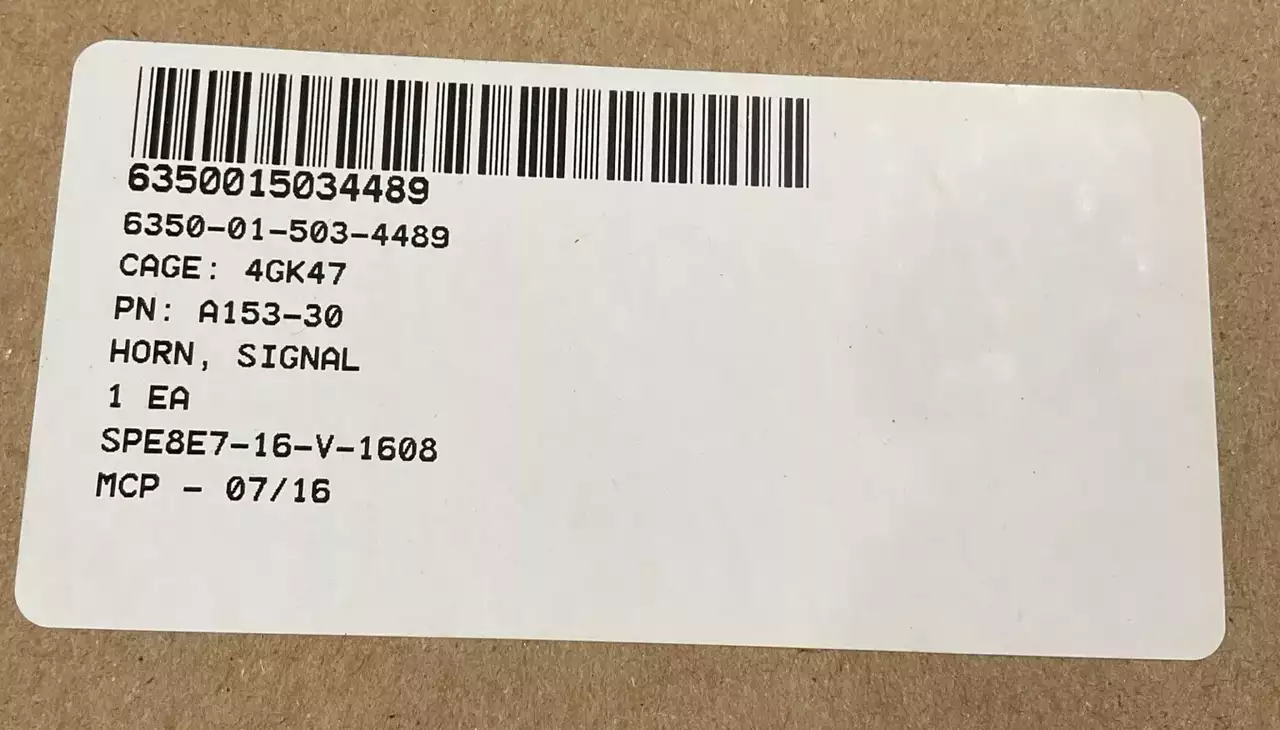 6350015034489
6350-01-503-4489
CAGE: 4GK47
PN: A153-30
HORN, SIGNAL
1 EA
SPE8E7-16-V-1608
MCP - 07/16